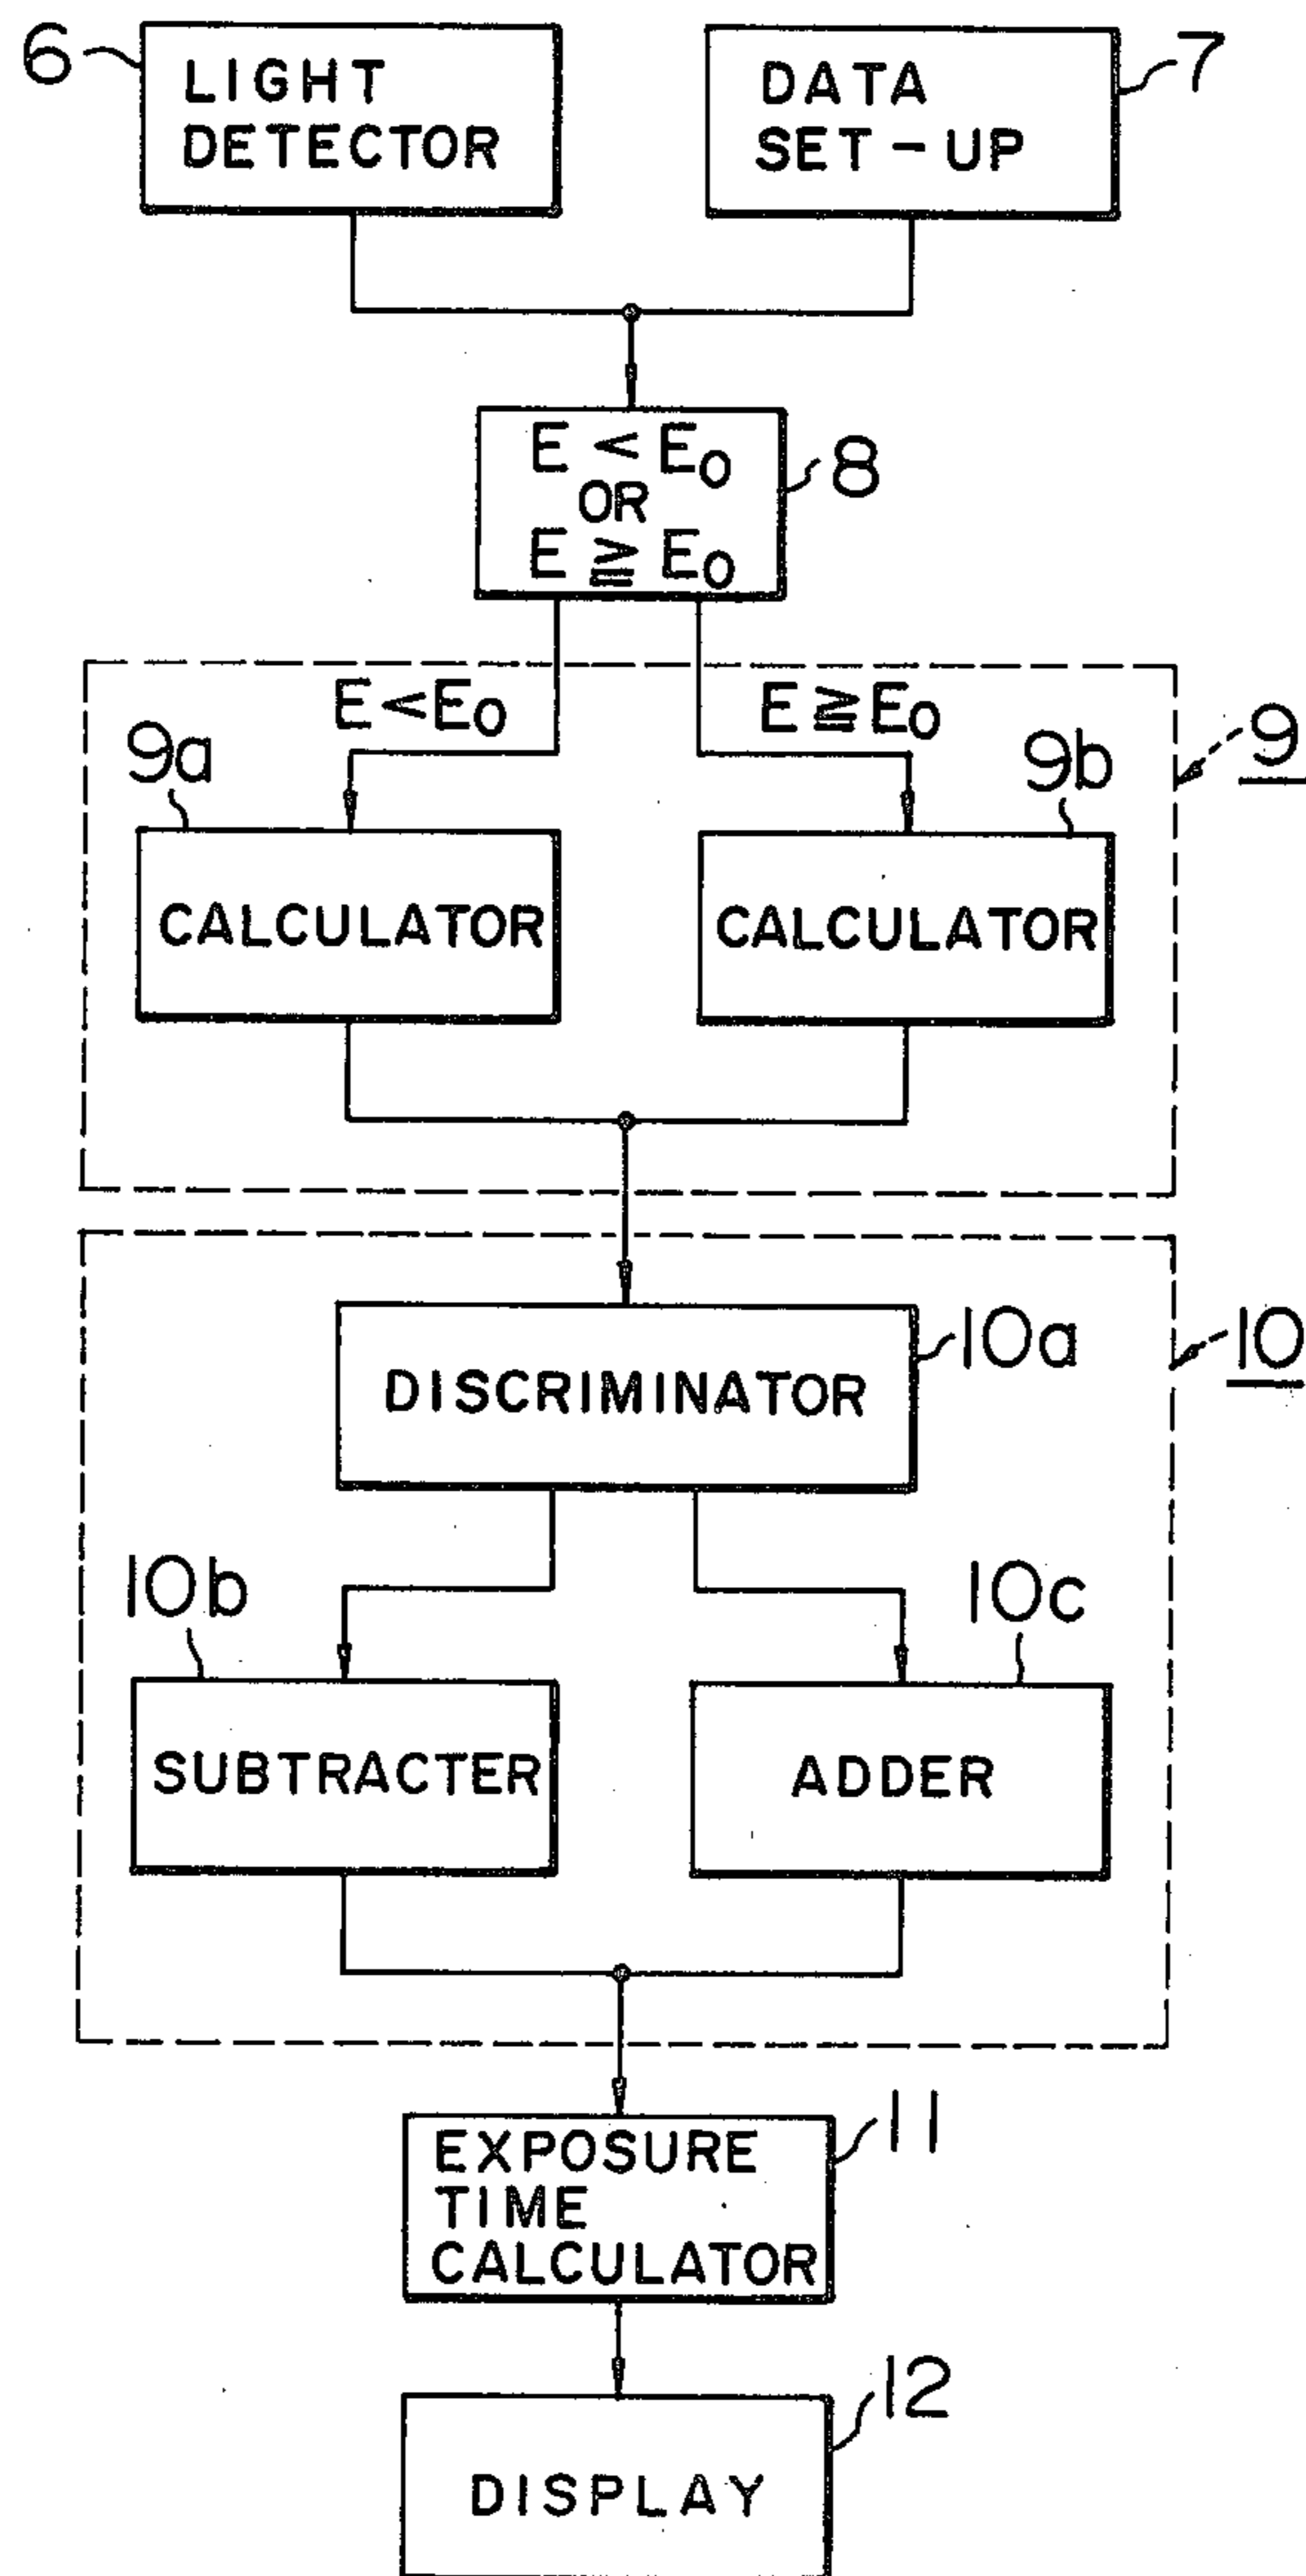 6
LIGHT
DETECTOR
DATA
SET-UP
7
E < E0
OR
E ≧ E0
8
E < E0
E ≧ E0
9
9a
9b
CALCULATOR
CALCULATOR
DISCRIMINATOR
10a
10
10b
10c
SUBTRACTER
ADDER
EXPOSURE
TIME
CALCULATOR
11
12
DISPLAY